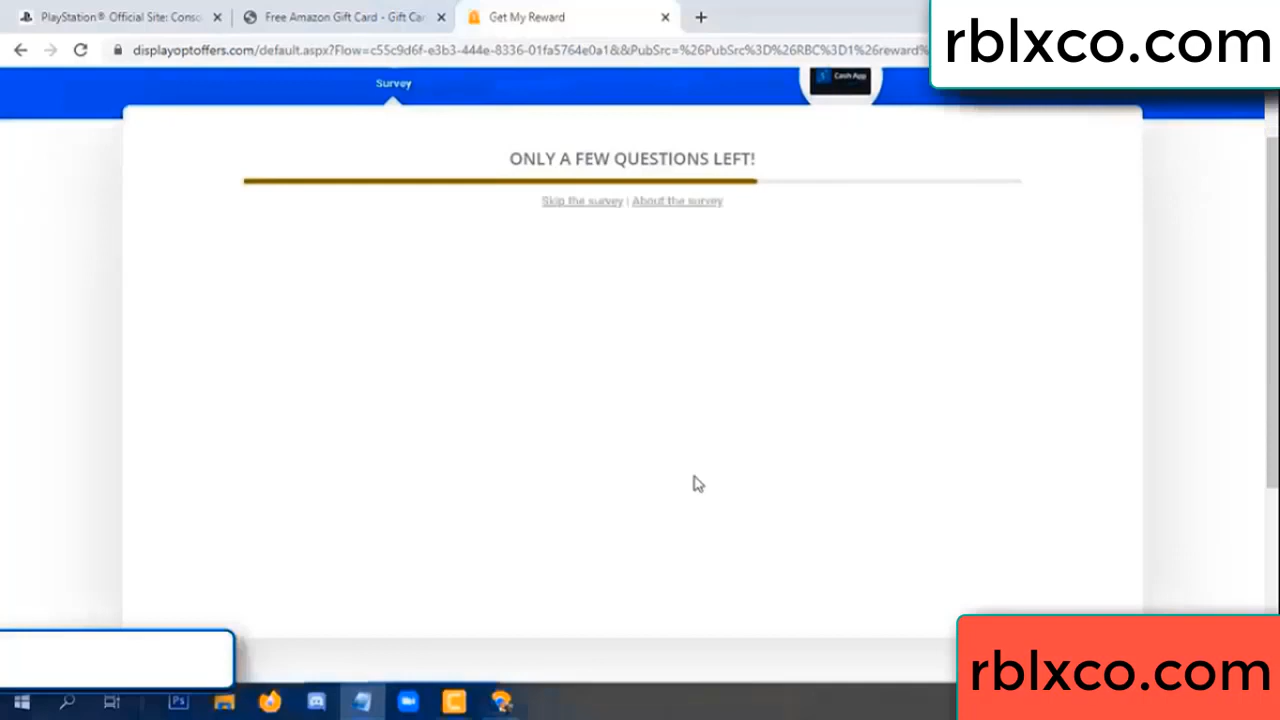 PlayStation® Official Site: Conso
Free Amazon Gift Card - Gift Car
Get My Reward
displayoptoffers.com/default.aspx?Flow=c55c9d6f-e3b3-444e-8336-01fa5764e0a1&&PubSrc=%26PubSrc%3D%26RBC%3D1%26reward%
rblxco.com
Survey
Cash App
ONLY A FEW QUESTIONS LEFT!
Skip the survey | About the survey
rblxco.com
Ps